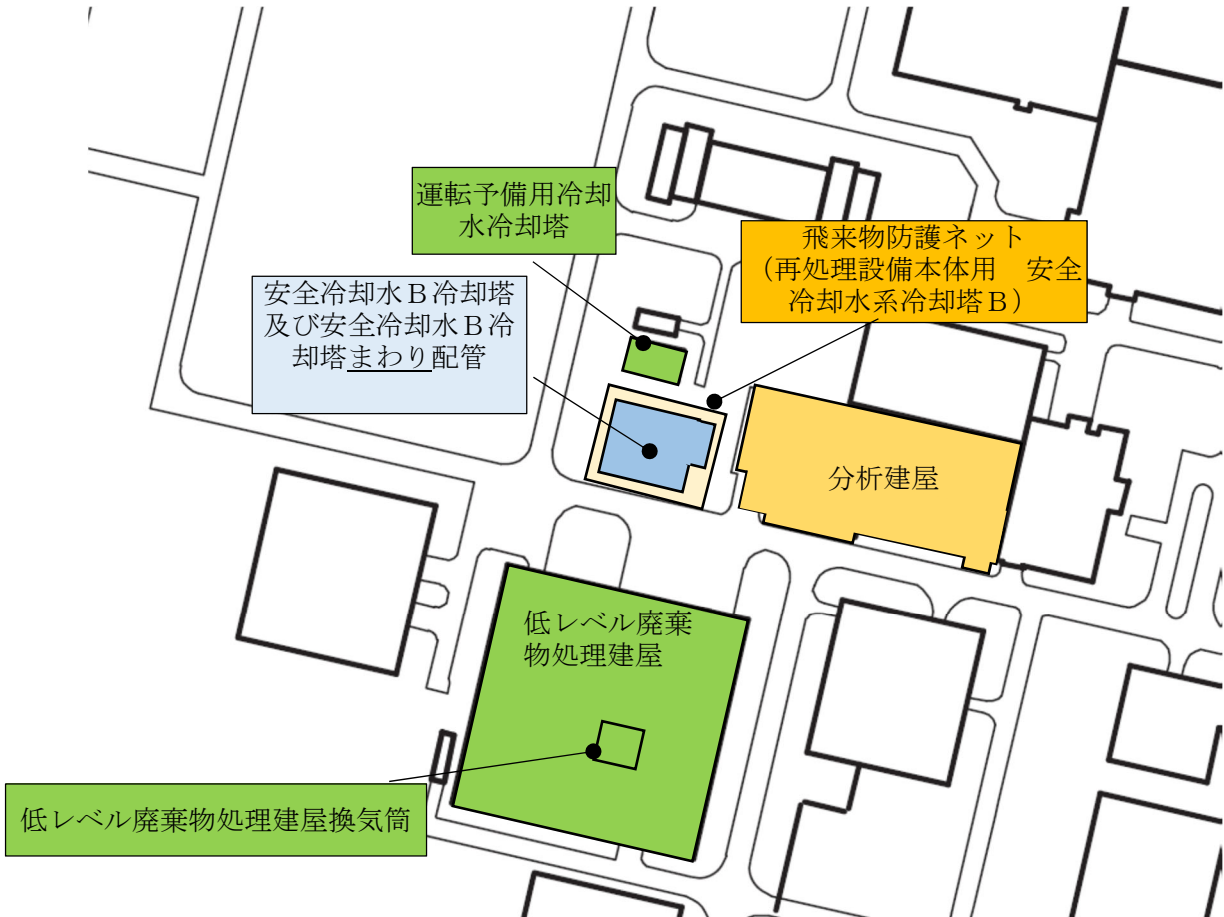 運転予備用冷却
水冷却塔
飛来物防護ネット
（再処理設備本体用　安全
冷却水系冷却塔Ｂ）
安全冷却水Ｂ冷却塔
及び安全冷却水Ｂ冷
却塔まわり配管
分析建屋
低レベル廃棄
物処理建屋
低レベル廃棄物処理建屋換気筒